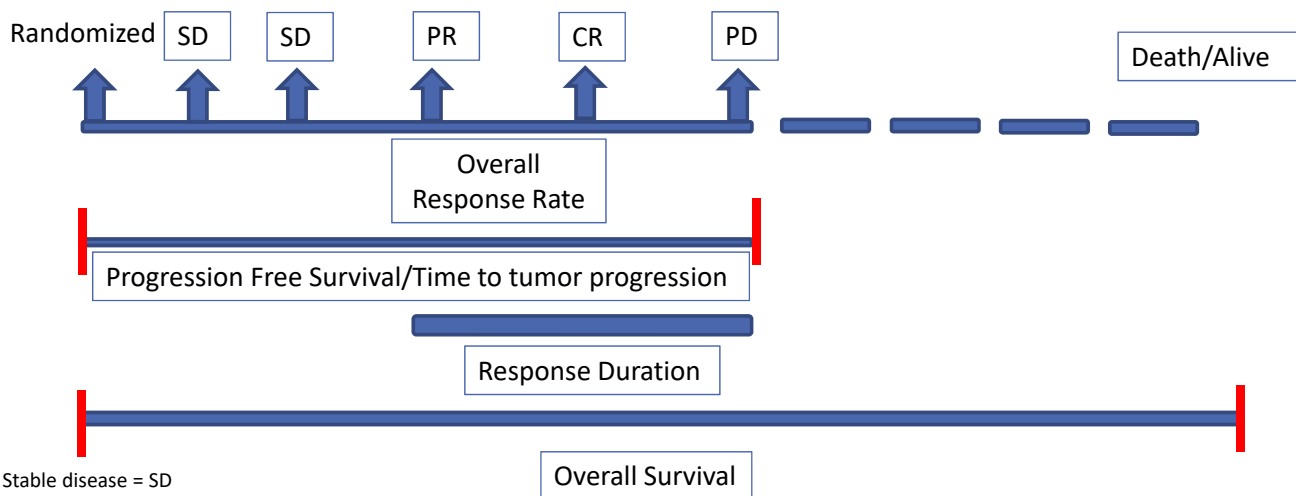 Randomized
SD
SD
PR
CR
PD
Death/Alive
Overall
Response Rate
Progression Free Survival/Time to tumor progression
Response Duration
Overall Survival
Stable disease = SD